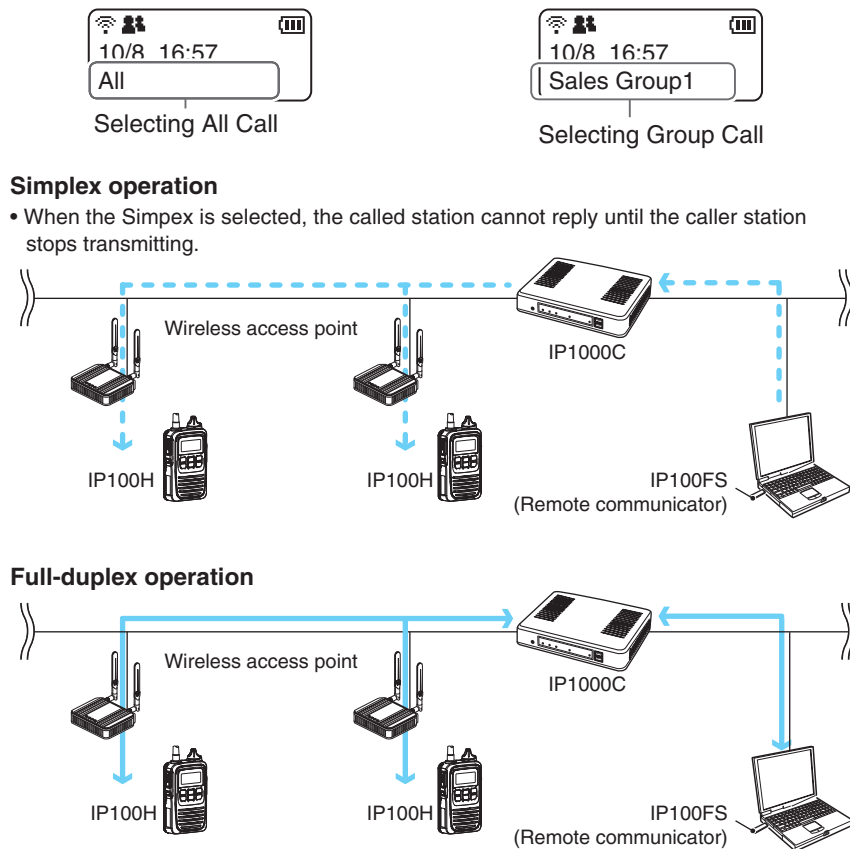 10/8 16:57
All
Selecting All Call
10/8 16:57
Sales Group1
Selecting Group Call
Simplex operation
• When the Simpex is selected, the called station cannot reply until the caller station
stops transmitting.
Wireless access point
IP1000C
IP100H
IP100H
IP100FS
(Remote communicator)
Full-duplex operation
Wireless access point
IP1000C
IP100H
IP100H
IP100FS
(Remote communicator)